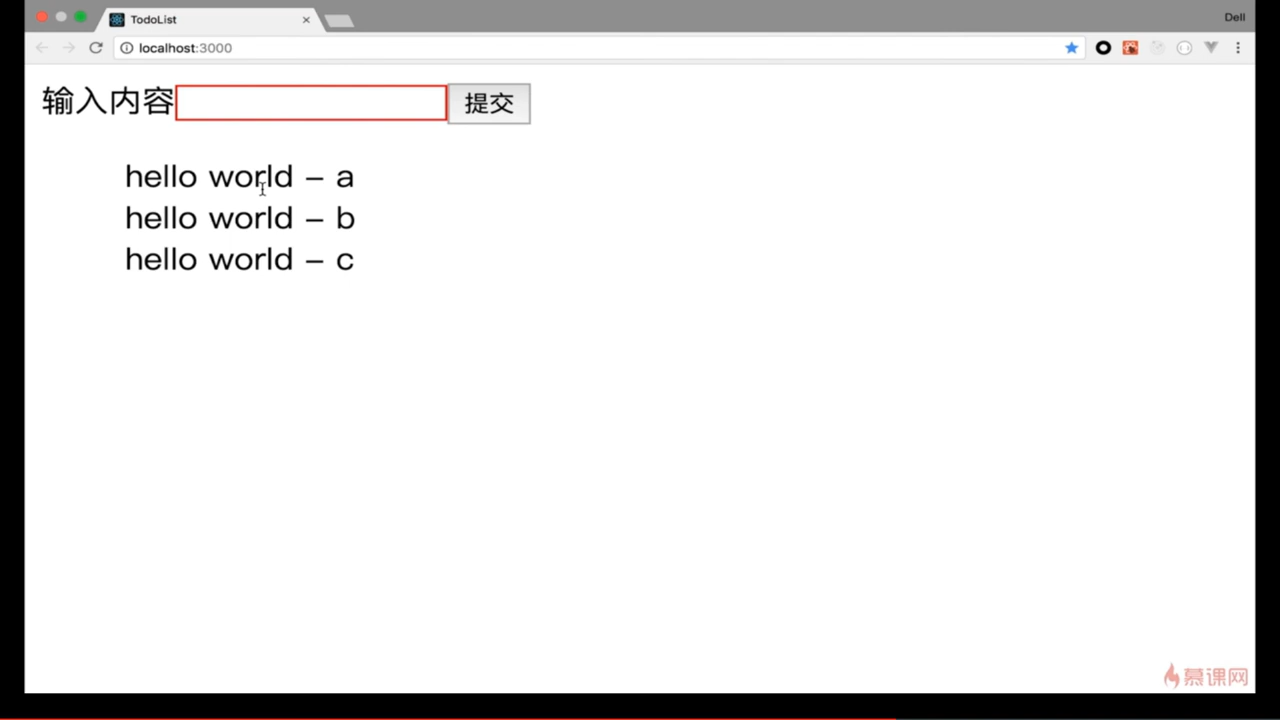 TodoList
Dell
localhost:3000
输入内容 提交
hello world – a
hello world – b
hello world – c
慕课网